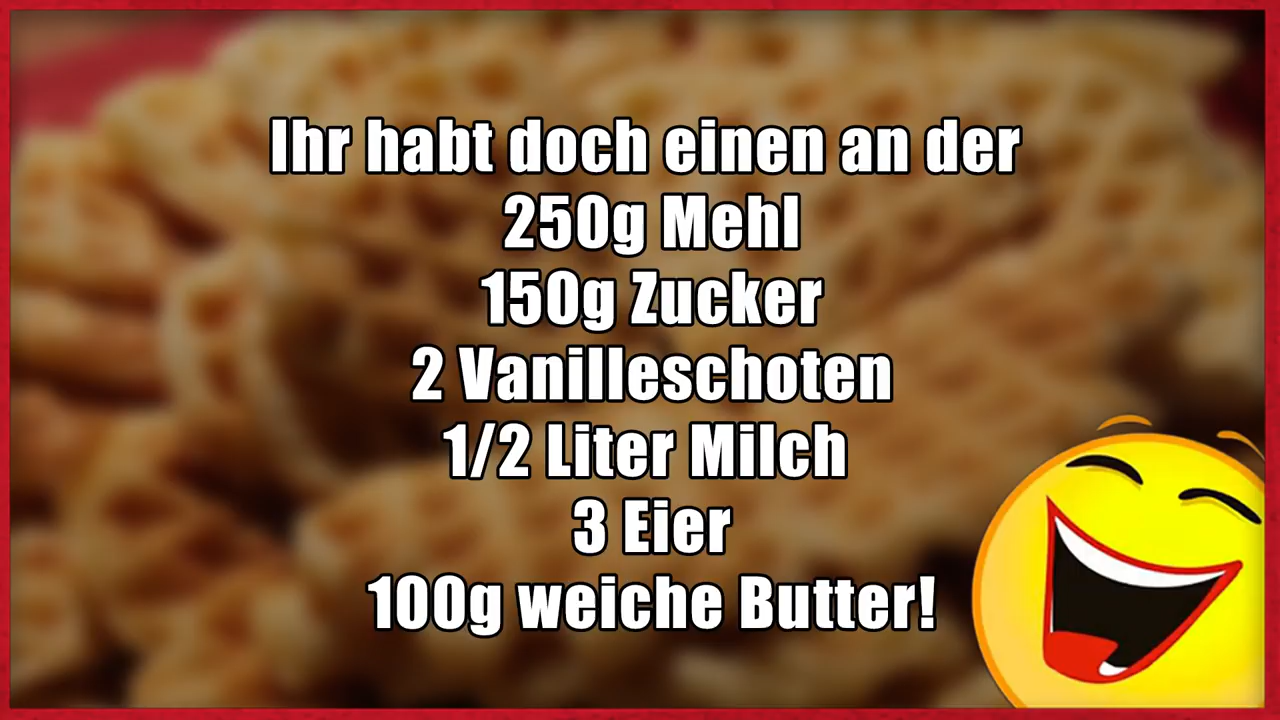 Ihr habt doch einen an der
250g Mehl
150g Zucker
2 Vanilleschoten
1/2 Liter Milch
3 Eier
100g weiche Butter!